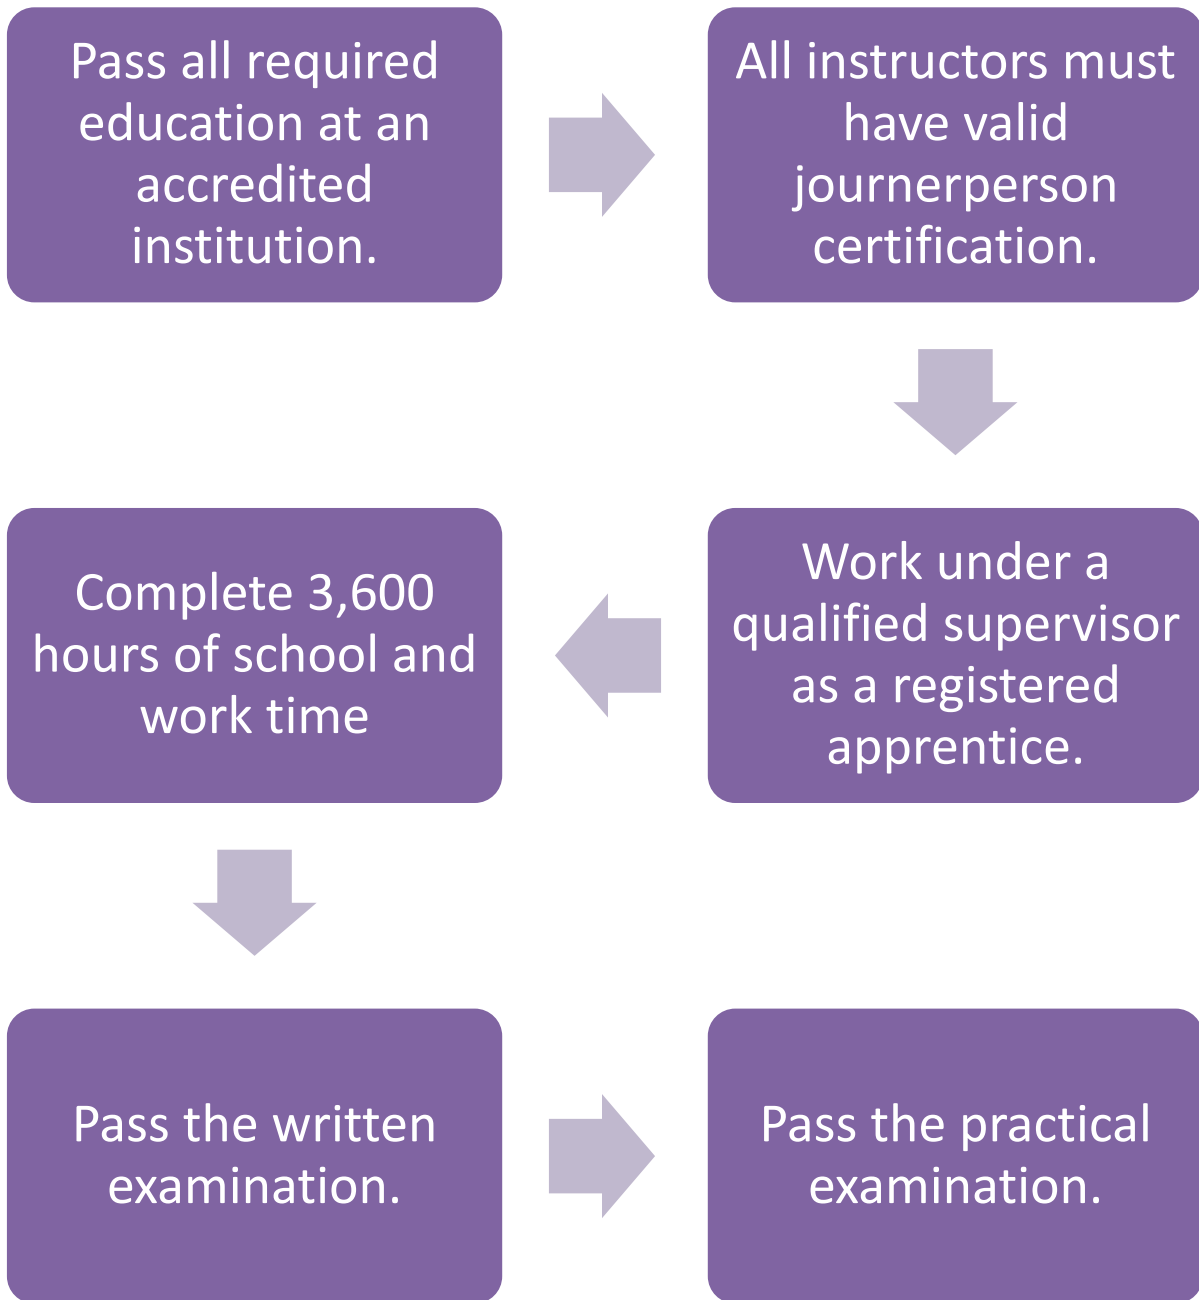 Pass all required
education at an
accredited
institution.
All instructors must
have valid
journerperson
certification.
Work under a
qualified supervisor
as a registered
apprentice.
Complete 3,600
hours of school and
work time
Pass the written
examination.
Pass the practical
examination.